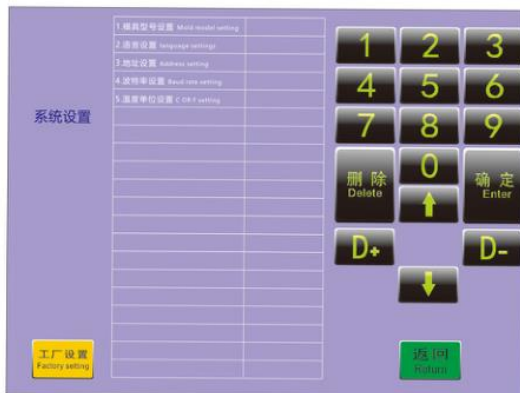 系统设置
1.模具型号设置 Mold model setting
2.语言设置 language settings
3.地址设置 Address setting
4.波特率设置 Baud rate setting
5.温度单位设置 C OR F setting
1 2 3
4 5 6
7 8 9
删除 0 确定
Delete Enter
D+ D-
工厂设置 返回
Factory setting Return